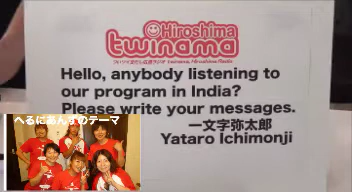 Hiroshima
twinama
Hello, anybody listening to
our program in India?
Please write your messages.
一文字弥太郎
Yataro Ichimonji
へるにあんずのテーマ